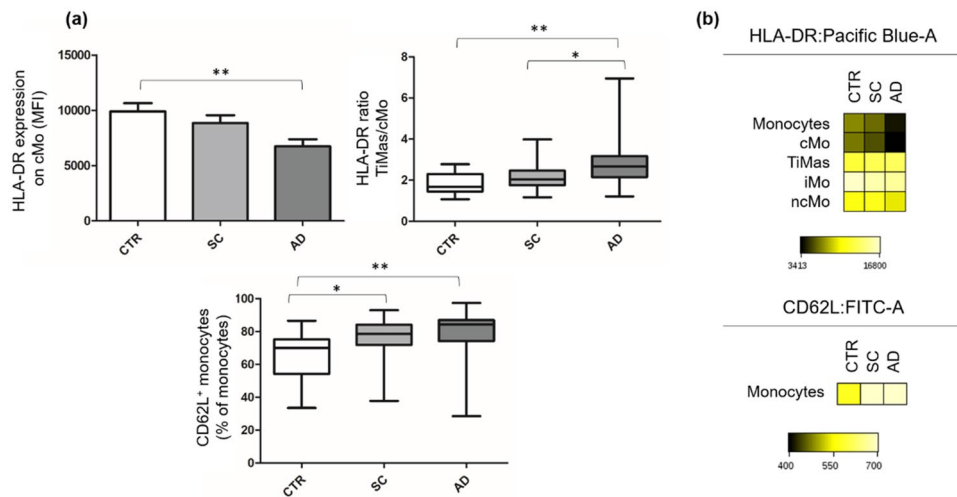 (a)
HLA-DR expression
on cMo (MFI)
15000
10000
5000
0
**
CTR
SC
AD
HLA-DR ratio
TiMas/cMo
8
6
4
2
0
**
*
CTR
SC
AD
CD62L⁺ monocytes
(% of monocytes)
100
80
60
40
20
0
**
*
CTR
SC
AD
(b)
HLA-DR:Pacific Blue-A
CTR
SC
AD
Monocytes
cMo
TiMas
iMo
ncMo
3413 16800
CD62L:FITC-A
CTR
SC
AD
Monocytes
400 550 700